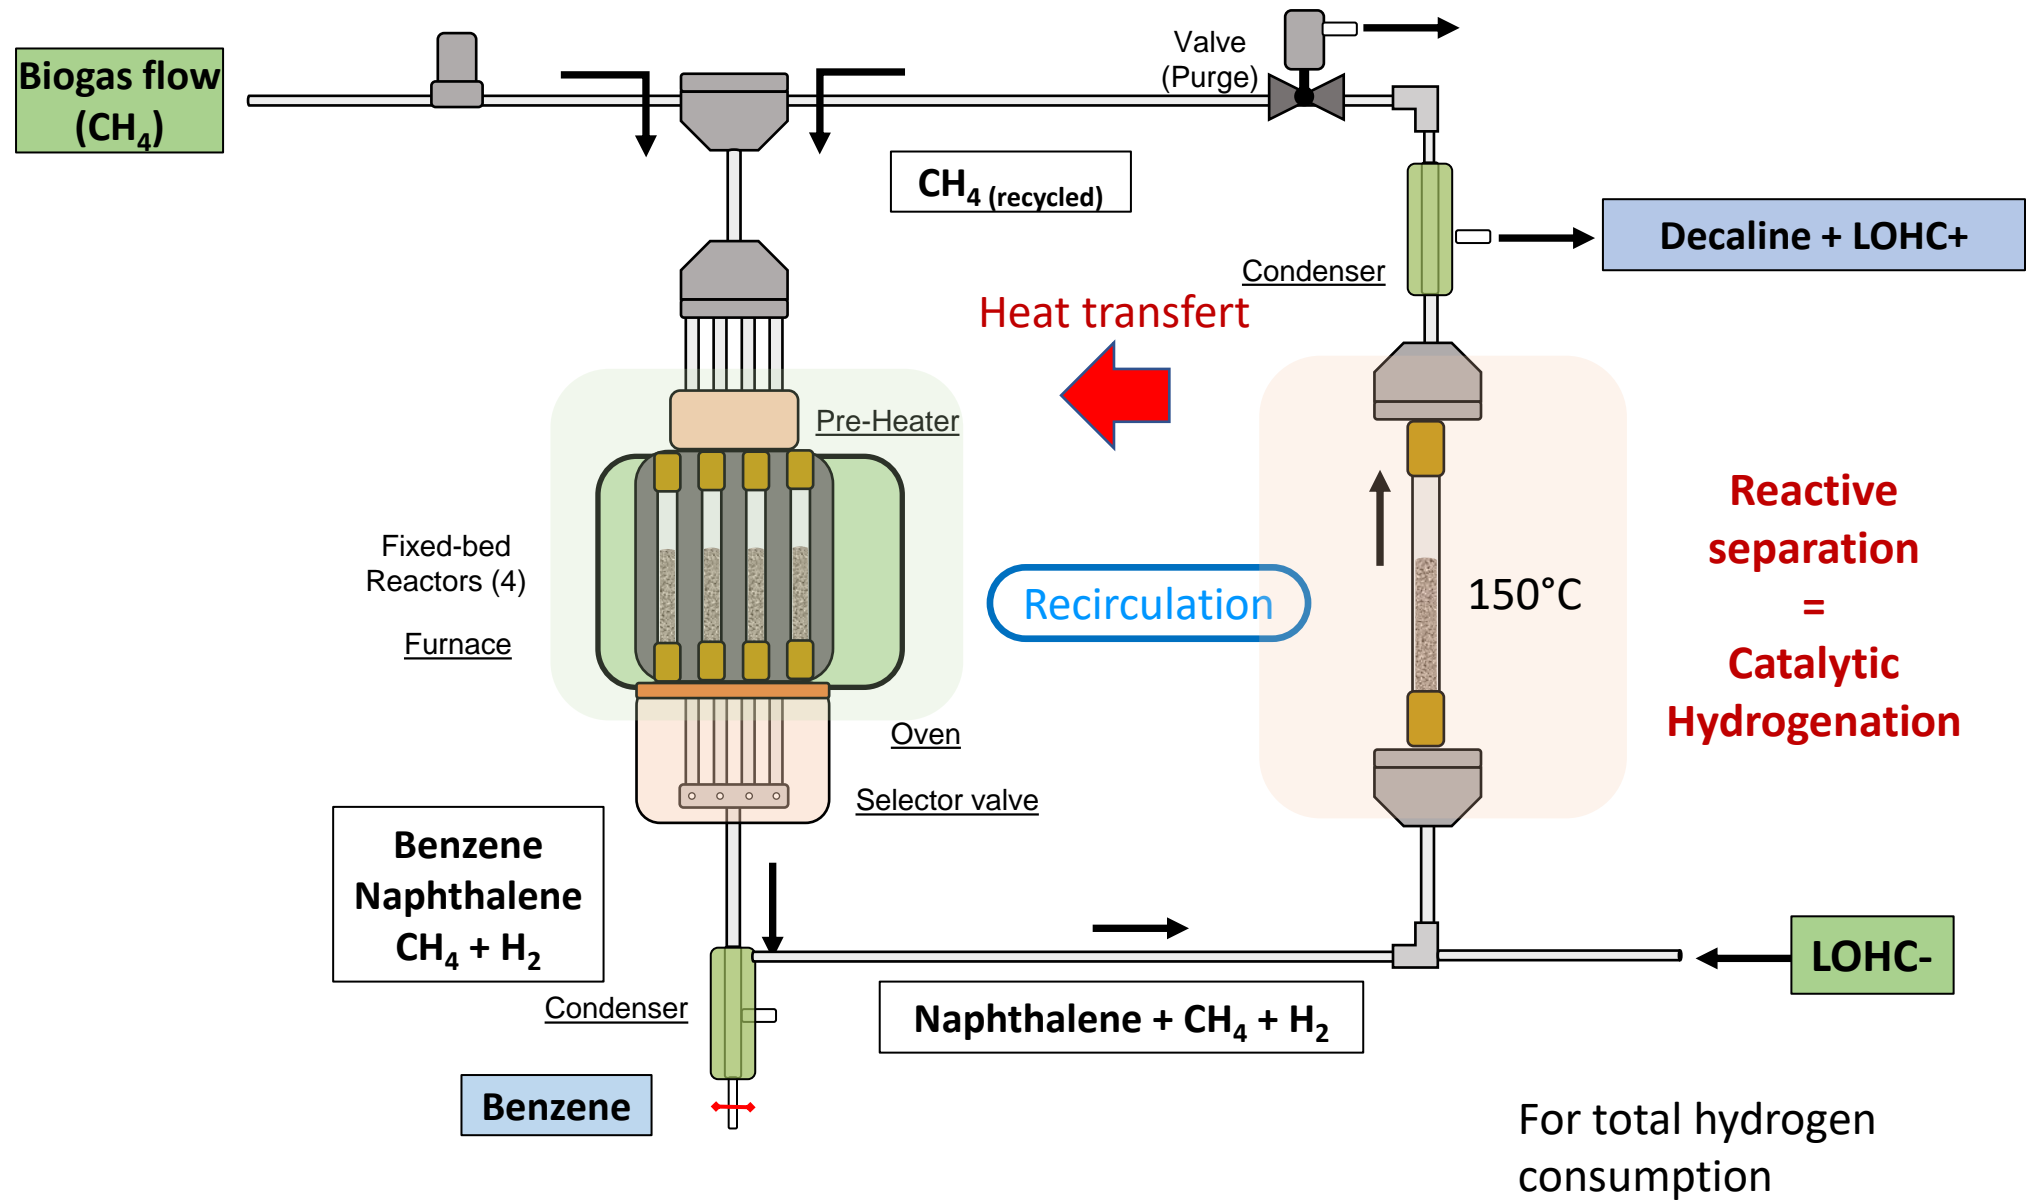 Biogas flow
(CH₄)
Valve
(Purge)
CH₄ (recycled)
Decaline + LOHC+
Condenser
Heat transfert
Pre-Heater
Fixed-bed
Reactors (4)
Furnace
Recirculation
150°C
Reactive
separation
=
Catalytic
Hydrogenation
Oven
Selector valve
Benzene
Naphthalene
CH₄ + H₂
LOHC-
Condenser
Naphthalene + CH₄ + H₂
Benzene
For total hydrogen
consumption